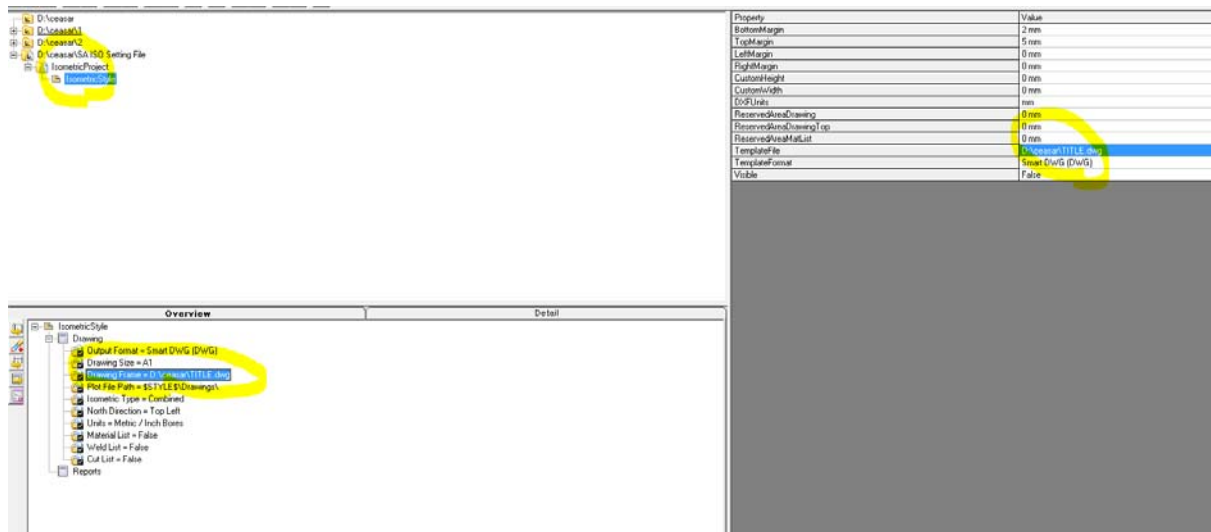 D:\ceasar
D:\ceasar\1
D:\ceasar\2
D:\ceasar\SA ISO Setting File
IsometricProject
IsometricStyle
Property Value
BottomMargin 2 mm
TopMargin 5 mm
LeftMargin 0 mm
RightMargin 0 mm
CustomHeight 0 mm
CustomWidth 0 mm
DXFUnits mm
ReservedAreaDrawing 0 mm
ReservedAreaDrawingTop 0 mm
ReservedAreaMatList 0 mm
TemplateFile D:\ceasar\TITLE.dwg
TemplateFormat Smart DWG (DWG)
Visible False
Overview Detail
IsometricStyle
Drawing
Output Format = Smart DWG (DWG)
Drawing Size = A1
Drawing Frame = D:\ceasar\TITLE.dwg
Plot File Path = $STYLE$\Drawings\
Isometric Type = Combined
North Direction = Top Left
Units = Metric / Inch Bores
Material List = False
Weld List = False
Cut List = False
Reports